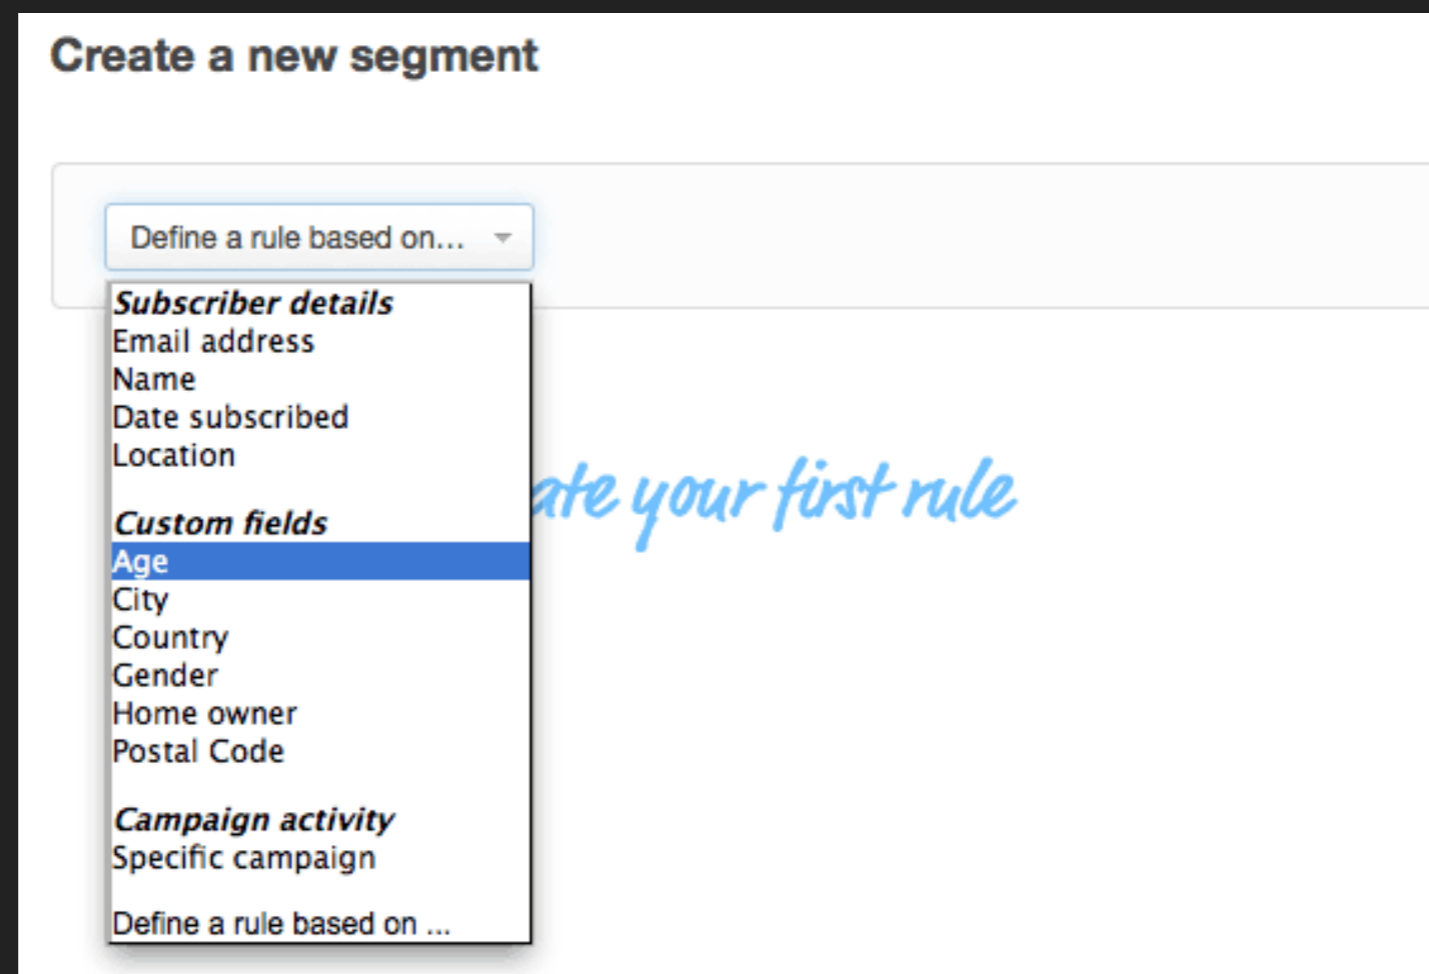 Create a new segment
Define a rule based on...
Subscriber details
Email address
Name
Date subscribed
Location
ate your first rule
Custom fields
Age
City
Country
Gender
Home owner
Postal Code
Campaign activity
Specific campaign
Define a rule based on ...